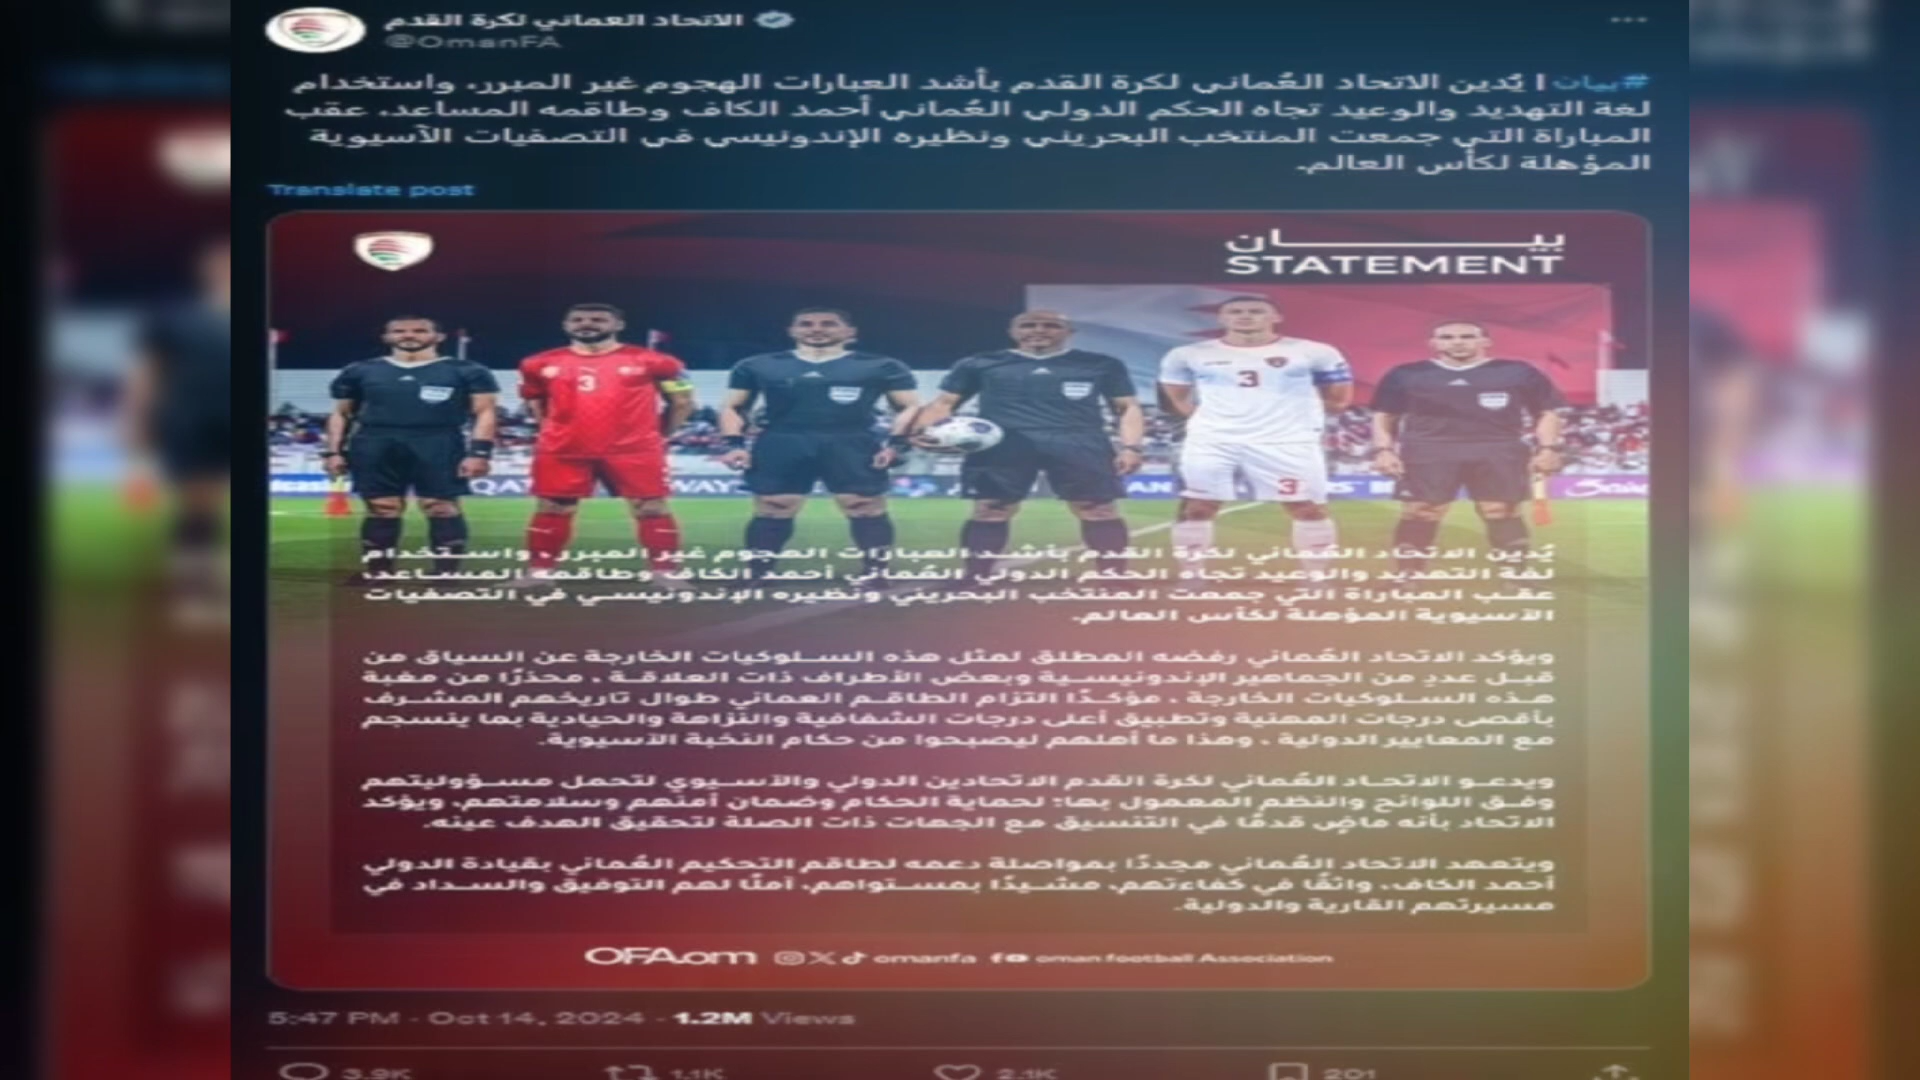 الاتحاد العماني لكرة القدم
@OmanFA
#بيان | يُدين الاتحاد العُماني لكرة القدم بأشد العبارات الهجوم غير المبرر، واستخدام
لغة التهديد والوعيد تجاه الحكم الدولي العُماني أحمد الكاف وطاقمه المساعد، عقب
المباراة التي جمعت المنتخب البحريني ونظيره الإندونيسي في التصفيات الآسيوية
المؤهلة لكأس العالم.
Translate post
بيان
STATEMENT
يُدين الاتحاد العُماني لكرة القدم بأشد العبارات الهجوم غير المبرر، واستخدام
لغة التهديد والوعيد تجاه الحكم الدولي العُماني أحمد الكاف وطاقمه المساعد،
عقب المباراة التي جمعت المنتخب البحريني ونظيره الإندونيسي في التصفيات
الآسيوية المؤهلة لكأس العالم.
ويؤكد الاتحاد العُماني رفضه المطلق لمثل هذه السلوكيات الخارجة عن السياق من
قبل عددٍ من الجماهير الإندونيسية وبعض الأطراف ذات العلاقة ، محذرًا من مغبة
هذه السلوكيات الخارجة ، مؤكدًا التزام الطاقم العماني طوال تاريخهم المشرف
بأقصى درجات المهنية وتطبيق أعلى درجات الشفافية والنّزاهة والحيادية بما ينسجم
مع المعايير الدولية ، وهذا ما أهلهم ليصبحوا من حكام النخبة الآسيوية.
ويدعو الاتحاد العُماني لكرة القدم الاتحادين الدولي والآسيوي لتحمل مسؤوليتهم
وفق اللوائح والنظم المعمول بها؛ لحماية الحكام وضمان أمنهم وسلامتهم، ويؤكد
الاتحاد بأنه ماضٍ قدمًا في التنسيق مع الجهات ذات الصلة لتحقيق الهدف عينه.
ويتعهد الاتحاد العُماني مجددًا بمواصلة دعمه لطاقم التحكيم العُماني بقيادة الدولي
أحمد الكاف، واثقًا في كفاءتهم، مشيدًا بمستواهم، آملًا لهم التوفيق والسداد في
مسيرتهم القارية والدولية.
OFA.om omanfa oman football Association
5:47 PM · Oct 14, 2024 · 1.2M Views
3.9K 1.1K 2.1K 201